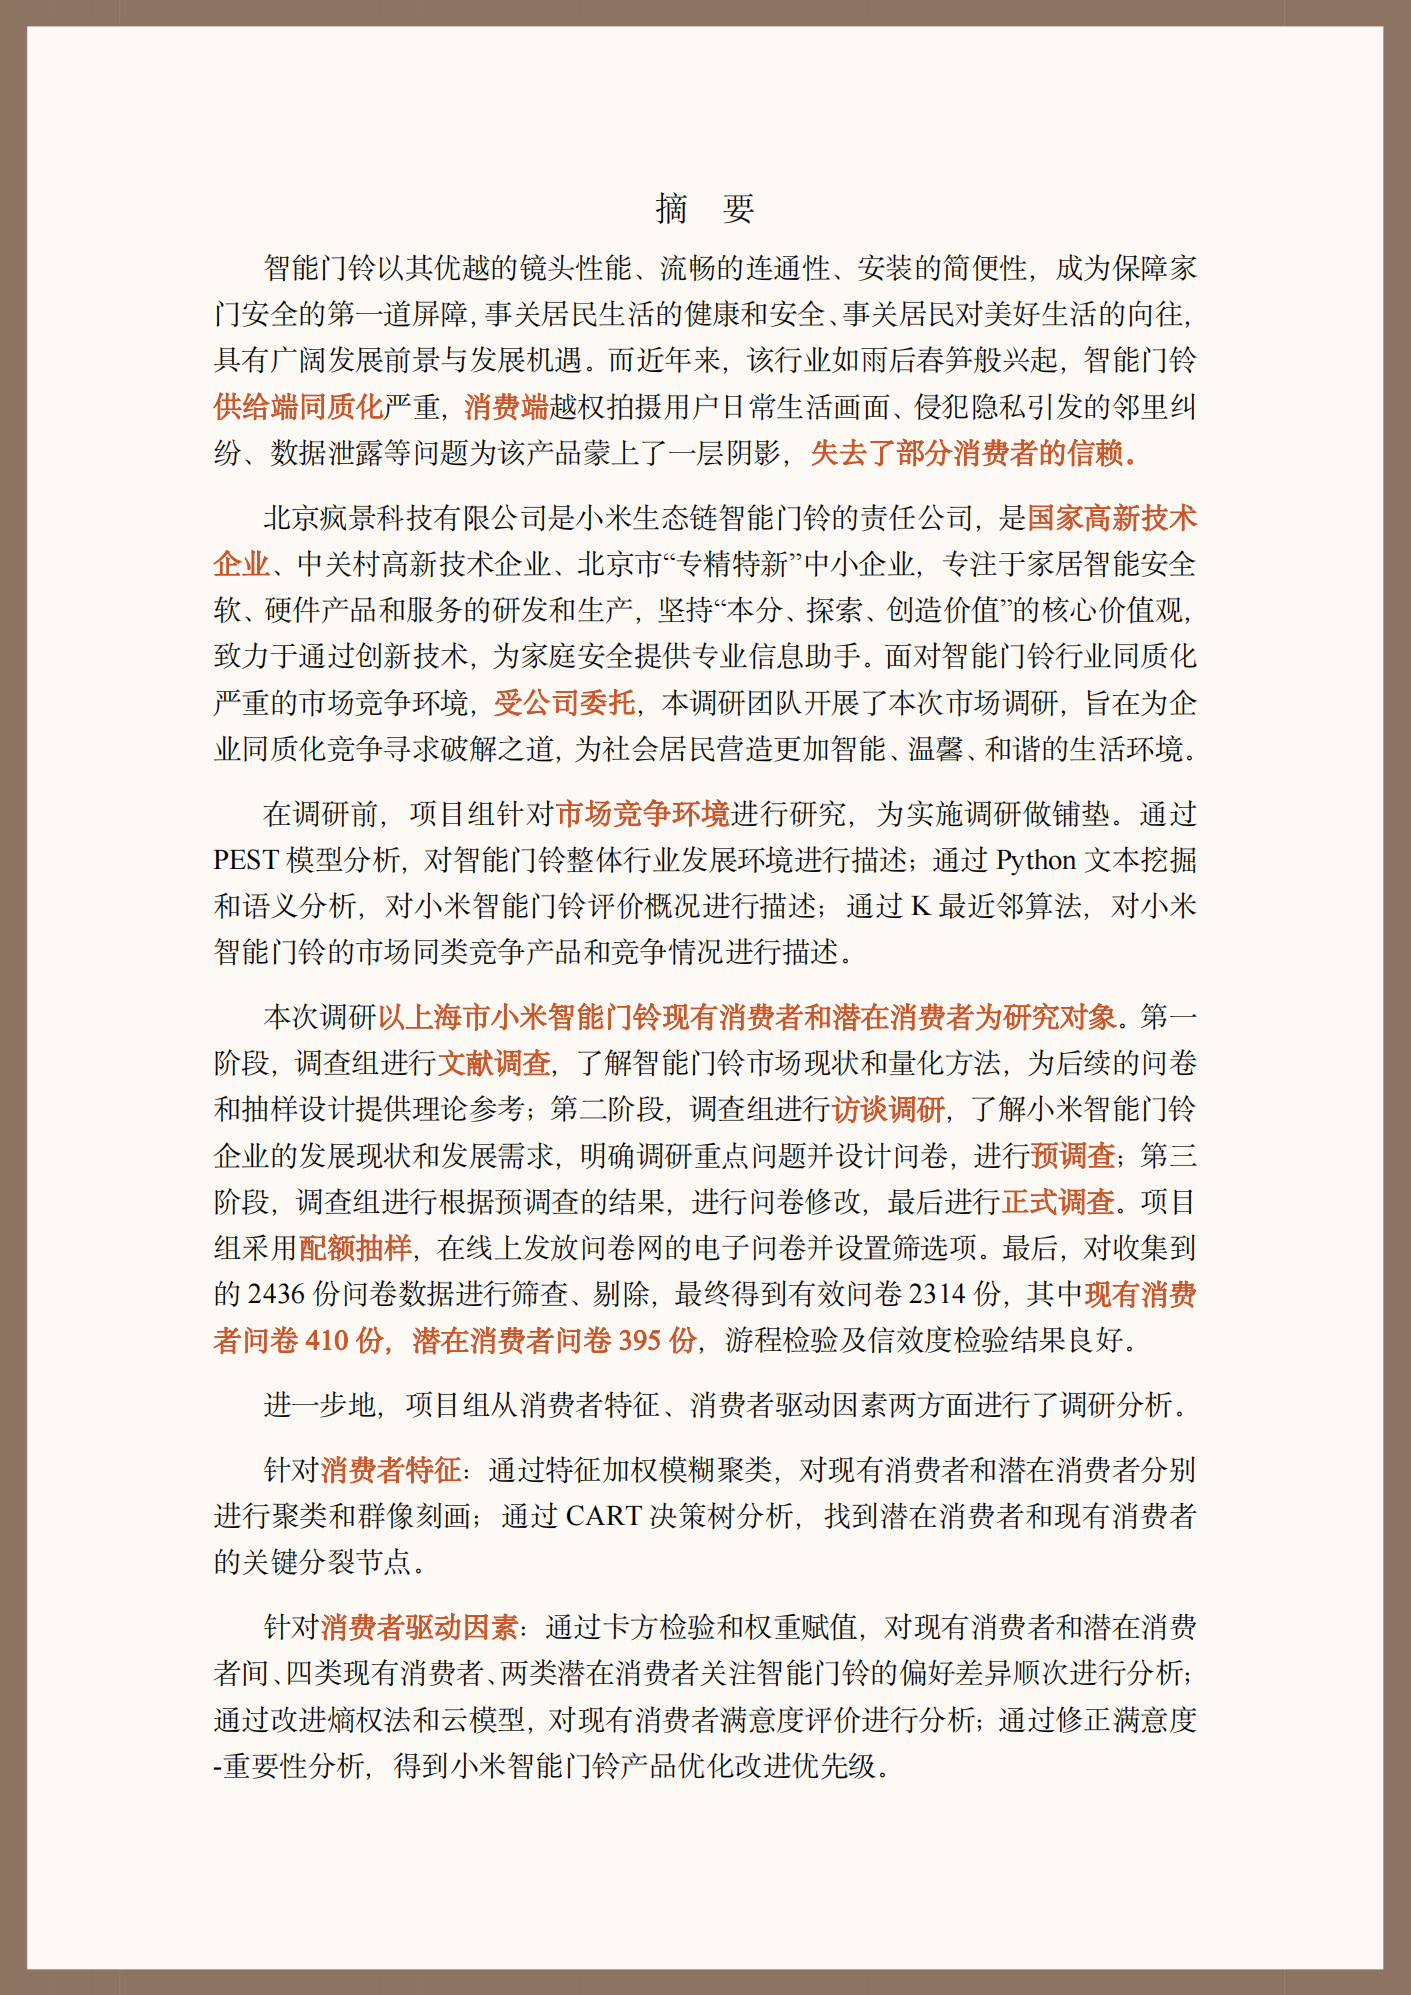 摘 要
智能门铃以其优越的镜头性能、流畅的连通性、安装的简便性，成为保障家
门安全的第一道屏障，事关居民生活的健康和安全、事关居民对美好生活的向往，
具有广阔发展前景与发展机遇。而近年来，该行业如雨后春笋般兴起，智能门铃
供给端同质化严重，消费端越权拍摄用户日常生活画面、侵犯隐私引发的邻里纠
纷、数据泄露等问题为该产品蒙上了一层阴影，失去了部分消费者的信赖。
北京疯景科技有限公司是小米生态链智能门铃的责任公司，是国家高新技术
企业、中关村高新技术企业、北京市“专精特新”中小企业，专注于家居智能安全
软、硬件产品和服务的研发和生产，坚持“本分、探索、创造价值”的核心价值观，
致力于通过创新技术，为家庭安全提供专业信息助手。面对智能门铃行业同质化
严重的市场竞争环境，受公司委托，本调研团队开展了本次市场调研，旨在为企
业同质化竞争寻求破解之道，为社会居民营造更加智能、温馨、和谐的生活环境。
在调研前，项目组针对市场竞争环境进行研究，为实施调研做铺垫。通过
PEST 模型分析，对智能门铃整体行业发展环境进行描述；通过 Python 文本挖掘
和语义分析，对小米智能门铃评价概况进行描述；通过 K 最近邻算法，对小米
智能门铃的市场同类竞争产品和竞争情况进行描述。
本次调研以上海市小米智能门铃现有消费者和潜在消费者为研究对象。第一
阶段，调查组进行文献调查，了解智能门铃市场现状和量化方法，为后续的问卷
和抽样设计提供理论参考；第二阶段，调查组进行访谈调研，了解小米智能门铃
企业的发展现状和发展需求，明确调研重点问题并设计问卷，进行预调查；第三
阶段，调查组进行根据预调查的结果，进行问卷修改，最后进行正式调查。项目
组采用配额抽样，在线上发放问卷网的电子问卷并设置筛选项。最后，对收集到
的 2436 份问卷数据进行筛查、剔除，最终得到有效问卷 2314 份，其中现有消费
者问卷 410 份，潜在消费者问卷 395 份，游程检验及信效度检验结果良好。
进一步地，项目组从消费者特征、消费者驱动因素两方面进行了调研分析。
针对消费者特征：通过特征加权模糊聚类，对现有消费者和潜在消费者分别
进行聚类和群像刻画；通过 CART 决策树分析，找到潜在消费者和现有消费者
的关键分裂节点。
针对消费者驱动因素：通过卡方检验和权重赋值，对现有消费者和潜在消费
者间、四类现有消费者、两类潜在消费者关注智能门铃的偏好差异顺次进行分析；
通过改进熵权法和云模型，对现有消费者满意度评价进行分析；通过修正满意度
-重要性分析，得到小米智能门铃产品优化改进优先级。